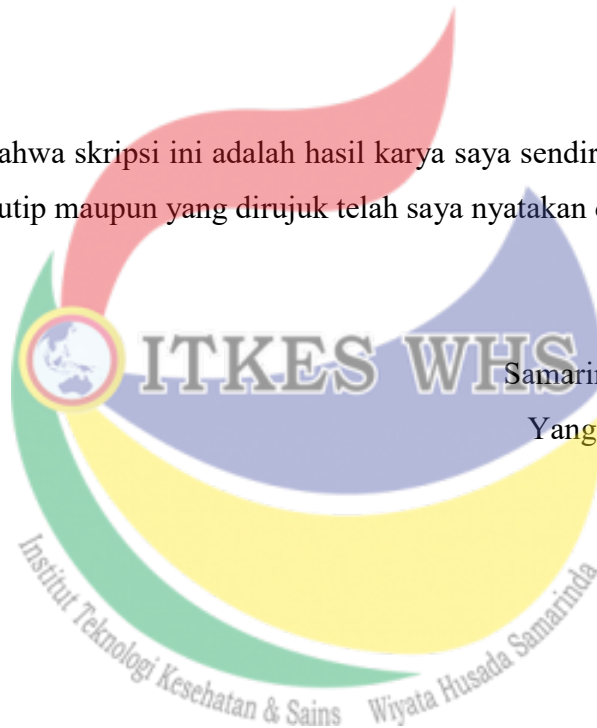 ahwa skripsi ini adalah hasil karya saya sendir
utip maupun yang dirujuk telah saya nyatakan
ITKES WHS
Samarin
Yang
Institut Teknologi Kesehatan & Sains Wiyata Husada Samarinda